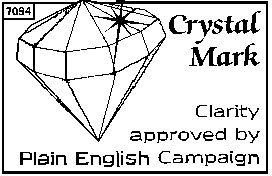 7094
Crystal
Mark
Clarity
approved by
Plain English Campaign